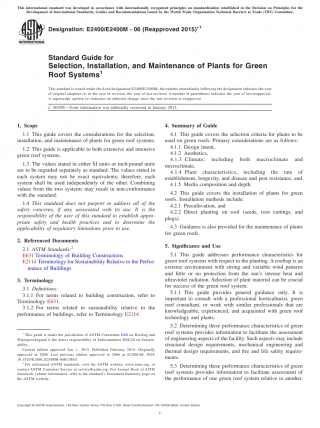 This international standard was developed in accordance with internationally recognized principles on standardization established in the Decision on Principles for the
Development of International Standards, Guides and Recommendations issued by the World Trade Organization Technical Barriers to Trade (TBT) Committee.
Designation: E2400/E2400M − 06 (Reapproved 2015)ε1
Standard Guide for
Selection, Installation, and Maintenance of Plants for Green
Roof Systems1
This standard is issued under the fixed designation E2400/E2400M; the number immediately following the designation indicates the year
of original adoption or, in the case of revision, the year of last revision. A number in parentheses indicates the year of last reapproval.
A superscript epsilon (ε) indicates an editorial change since the last revision or reapproval.
ε1 NOTE—Units information was editorially corrected in January 2015.
1. Scope
1.1 This guide covers the considerations for the selection,
installation, and maintenance of plants for green roof systems.
1.2 This guide is applicable to both extensive and intensive
green roof systems.
1.3 The values stated in either SI units or inch-pound units
are to be regarded separately as standard. The values stated in
each system may not be exact equivalents; therefore, each
system shall be used independently of the other. Combining
values from the two systems may result in non-conformance
with the standard.
1.4 This standard does not purport to address all of the
safety concerns, if any, associated with its use. It is the
responsibility of the user of this standard to establish appro-
priate safety and health practices and to determine the
applicability of regulatory limitations prior to use.
2. Referenced Documents
2.1 ASTM Standards:2
E631 Terminology of Building Constructions
E2114 Terminology for Sustainability Relative to the Perfor-
mance of Buildings
3. Terminology
3.1 Definitions:
3.1.1 For terms related to building construction, refer to
Terminology E631.
3.1.2 For terms related to sustainability relative to the
performance of buildings, refer to Terminology E2114.
1 This guide is under the jurisdiction of ASTM Committee D08 on Roofing and
Waterproofing and is the direct responsibility of Subcommittee D08.24 on Sustain-
ability.
Current edition approved Jan. 1, 2015. Published February 2015. Originally
approved in 2006. Last previous edition approved in 2006 as E2400-06. DOI:
10.1520/E2400_E2400M-06R15E01.
2 For referenced ASTM standards, visit the ASTM website, www.astm.org, or
contact ASTM Customer Service at service@astm.org. For Annual Book of ASTM
Standards volume information, refer to the standard's Document Summary page on
the ASTM website.
4. Summary of Guide
4.1 This guide covers the selection criteria for plants to be
used on green roofs. Primary considerations are as follows:
4.1.1 Design intent,
4.1.2 Aesthetics,
4.1.3 Climate; including both macroclimate and
microclimate,
4.1.4 Plant characteristics, including the rate of
establishment, longevity, and disease and pest resistance, and
4.1.5 Media composition and depth.
4.2 This guide covers the installation of plants for green
roofs. Installation methods include:
4.2.1 Precultivation, and
4.2.2 Direct planting on roof (seeds, root cuttings, and
plugs).
4.3 Guidance is also provided for the maintenance of plants
for green roofs.
5. Significance and Use
5.1 This guide addresses performance characteristics for
green roof systems with respect to the planting. A rooftop is an
extreme environment with strong and variable wind patterns
and little or no protection from the sun's intense heat and
ultraviolet radiation. Selection of plant material can be crucial
for success of the green roof system.
5.1.1 This guide provides general guidance only. It is
important to consult with a professional horticulturist, green
roof consultant, or work with similar professionals that are
knowledgeable, experienced, and acquainted with green roof
technology and plants.
5.2 Determining these performance characteristics of green
roof systems provides information to facilitate the assessment
of engineering aspects of the facility. Such aspects may include
structural design requirements, mechanical engineering and
thermal design requirements, and fire and life safety require-
ments.
5.3 Determining these performance characteristics of green
roof systems provides information to facilitate assessment of
the performance of one green roof system relative to another.
Copyright © ASTM International, 100 Barr Harbor Drive, PO Box C700, West Conshohocken, PA 19428-2959. United States
1